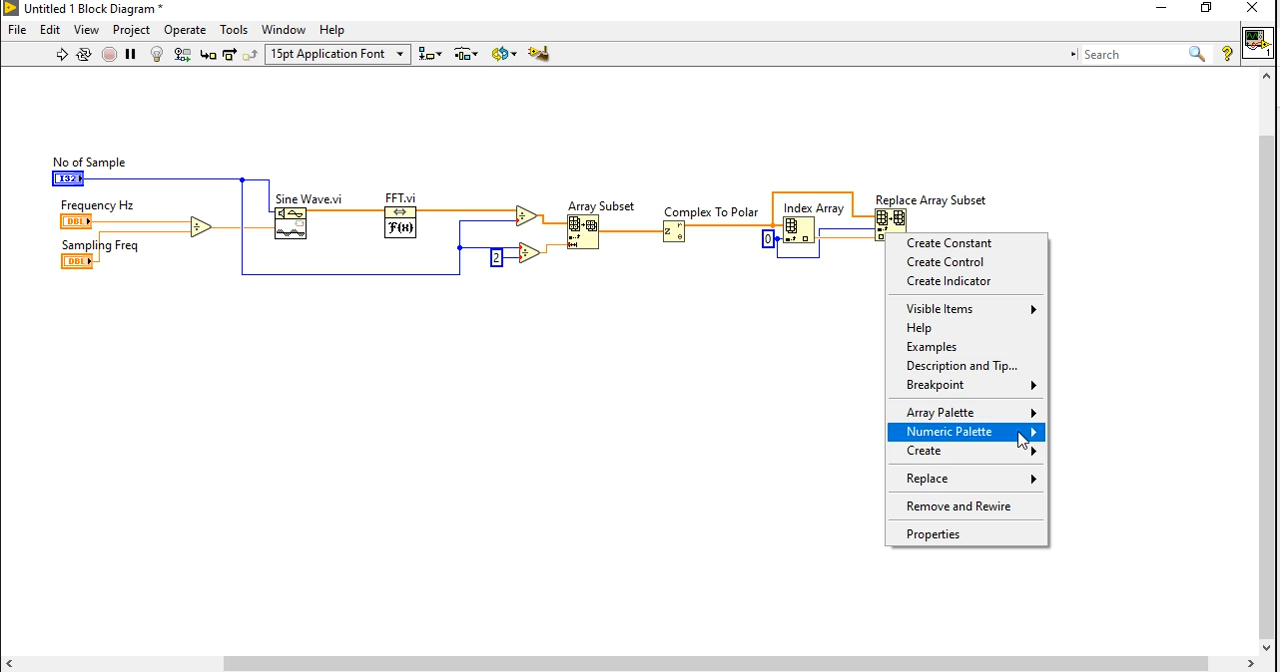 Untitled 1 Block Diagram *
File Edit View Project Operate Tools Window Help
15pt Application Font
Search
?
1
No of Sample
I32
Frequency Hz
DBL
Sampling Freq
DBL
÷
Sine Wave.vi
FFT.vi
F(x)
÷
2
÷
Array Subset
Complex To Polar
z r θ
Index Array
0
Replace Array Subset
Create Constant
Create Control
Create Indicator
Visible Items
Help
Examples
Description and Tip...
Breakpoint
Array Palette
Numeric Palette
Create
Replace
Remove and Rewire
Properties